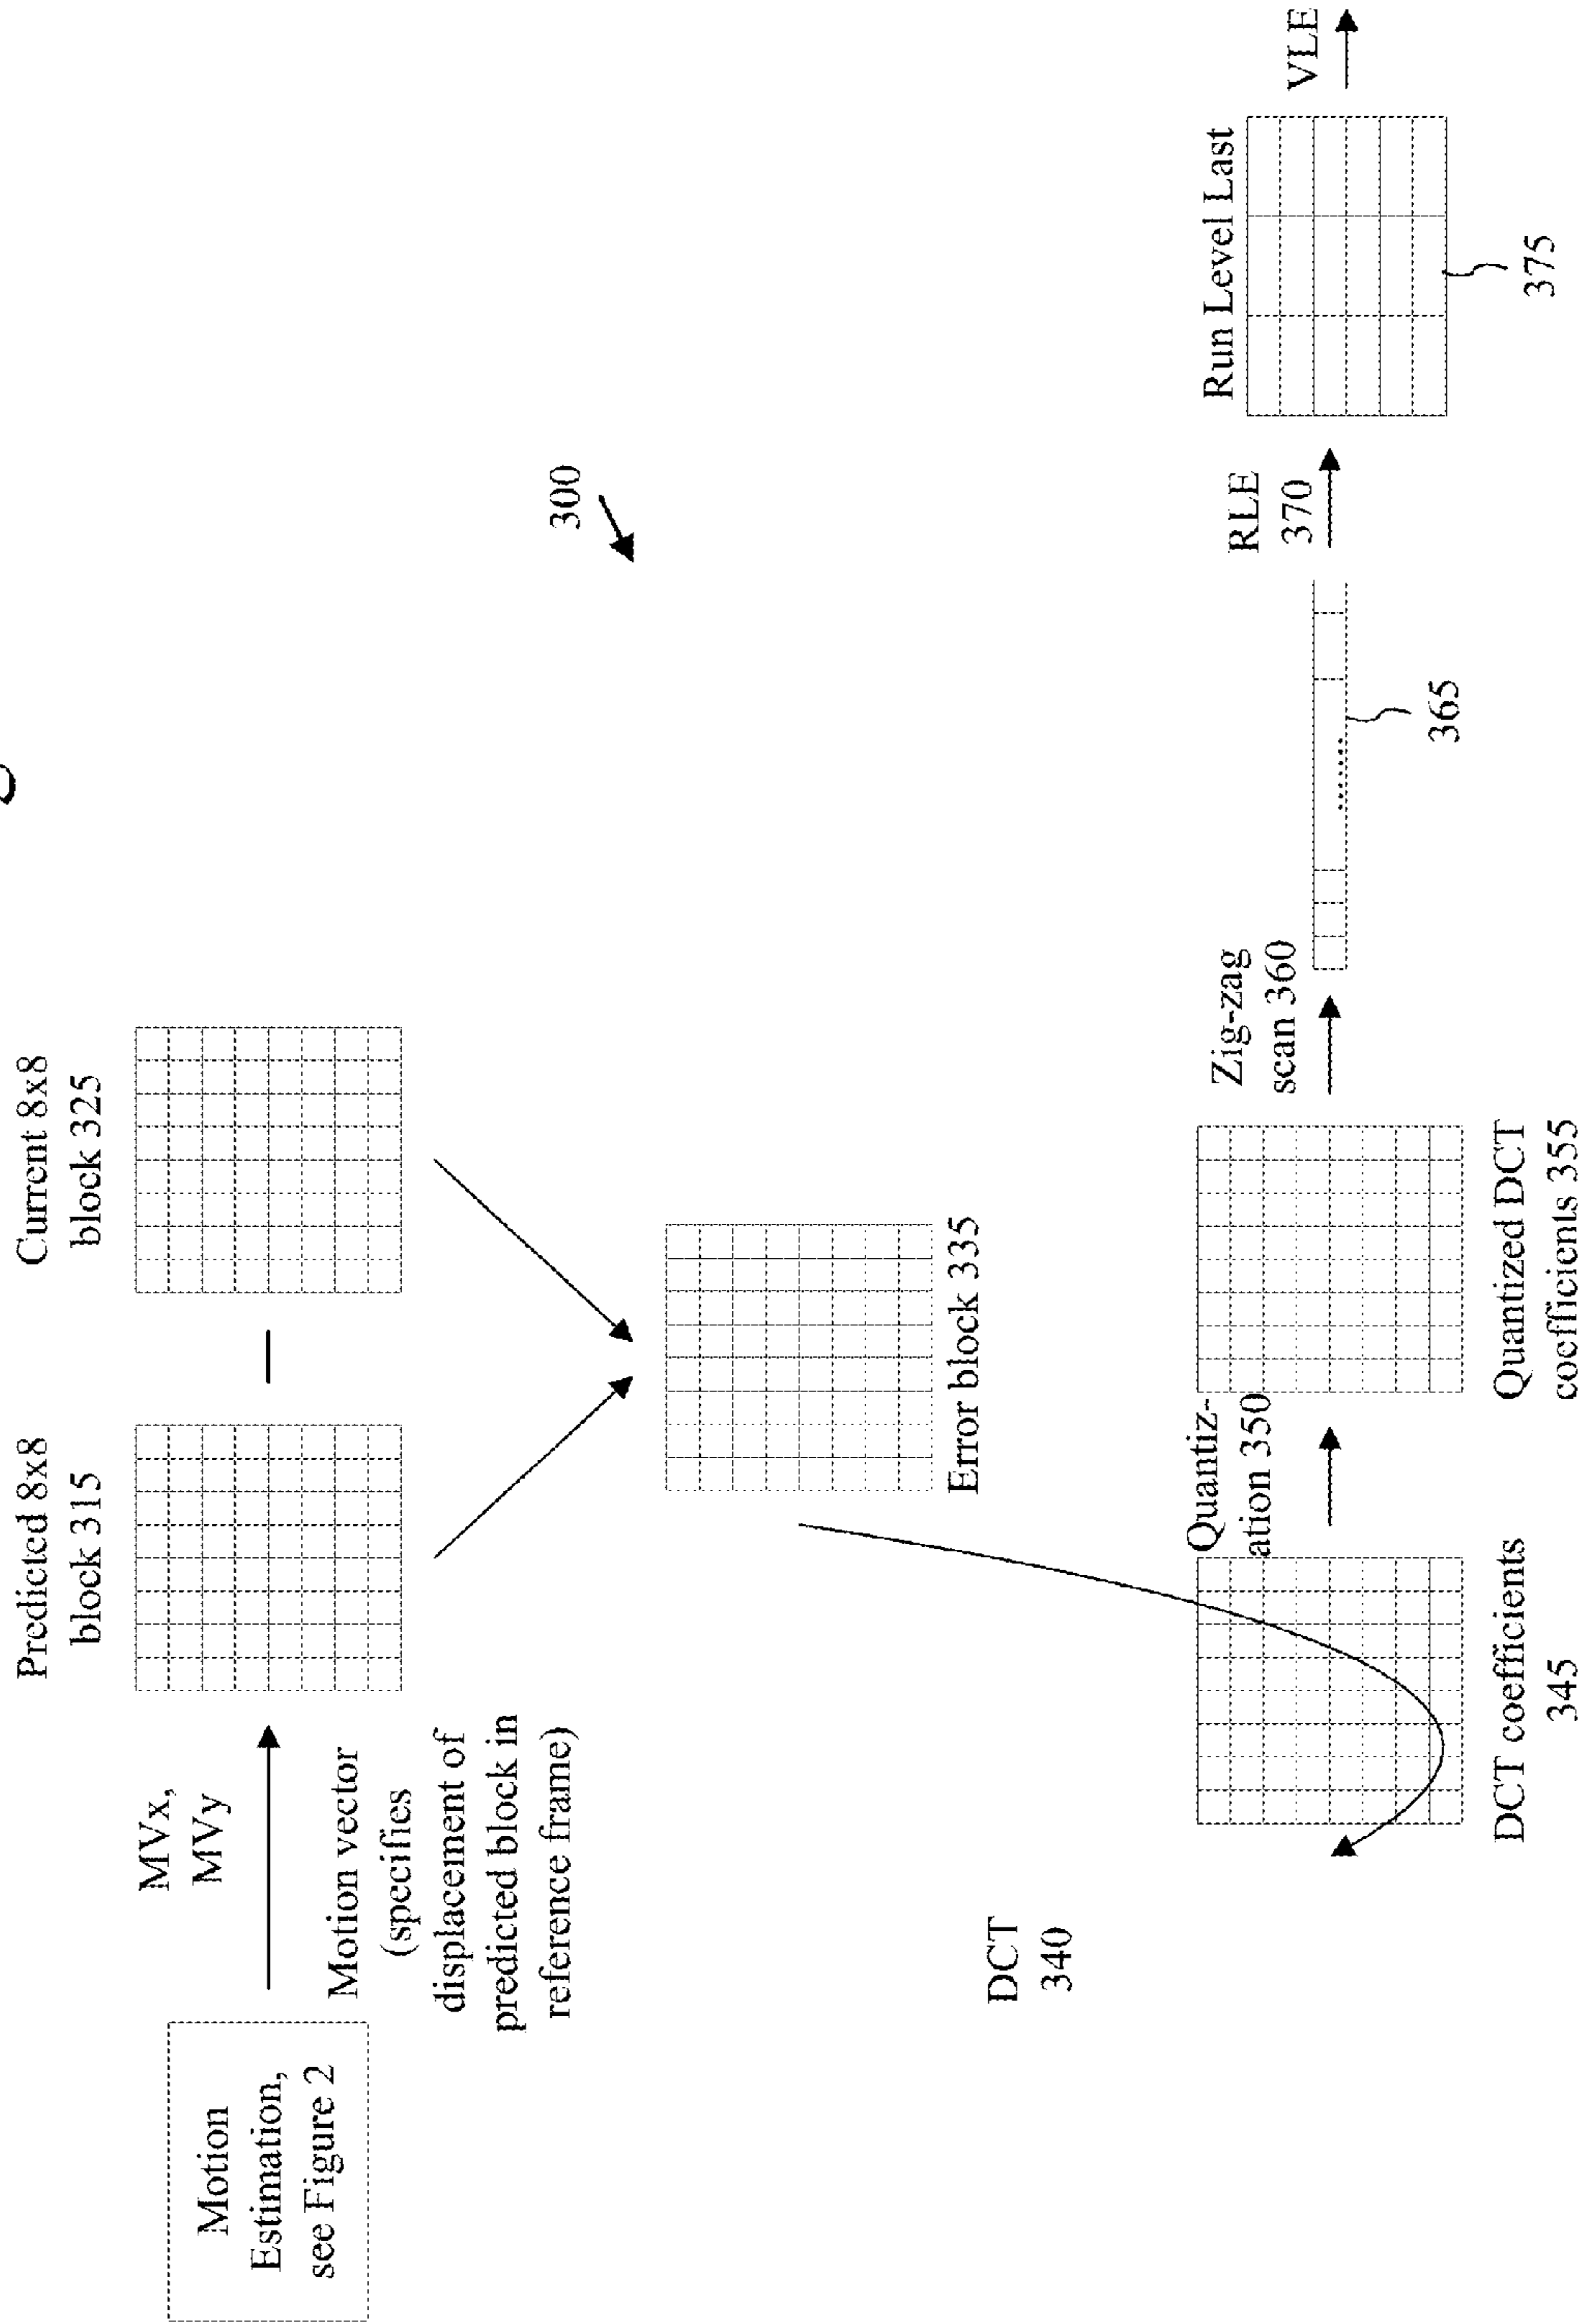 Motion
Estimation,
see Figure 2
MVx,
MVy
Motion vector
(specifies
displacement of
predicted block in
reference frame)
Predicted 8x8
block 315
Current 8x8
block 325
300
Error block 335
DCT
340
DCT coefficients
345
Quantiz-
ation 350
Quantized DCT
coefficients 355
Zig-zag
scan 360
......
365
RLE
370
Run Level Last
375
VLE